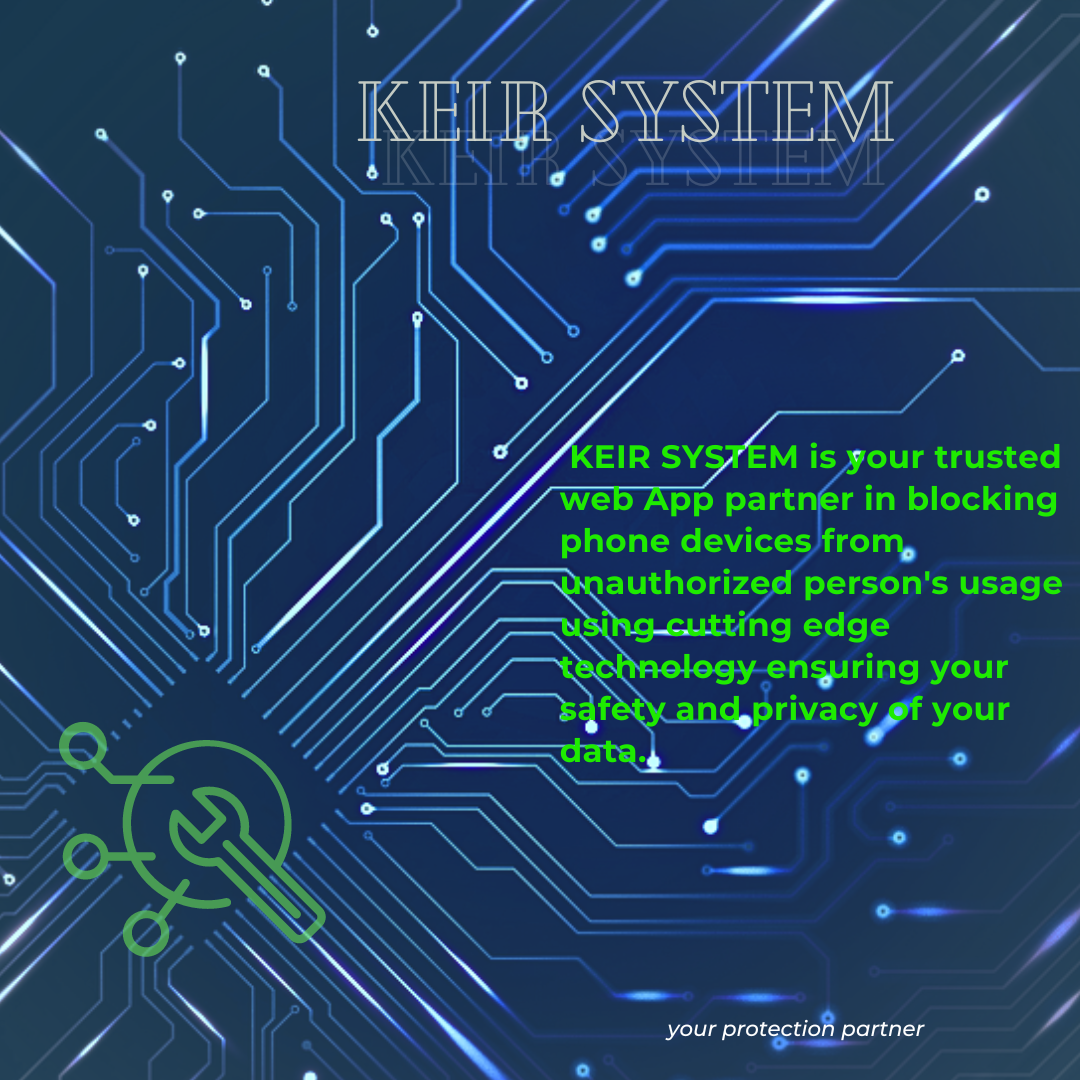 KEIR SYSTEM
KEIR SYSTEM
KEIR SYSTEM is your trusted
web App partner in blocking
phone devices from
unauthorized person's usage
using cutting edge
technology ensuring your
safety and privacy of your
data.
your protection partner